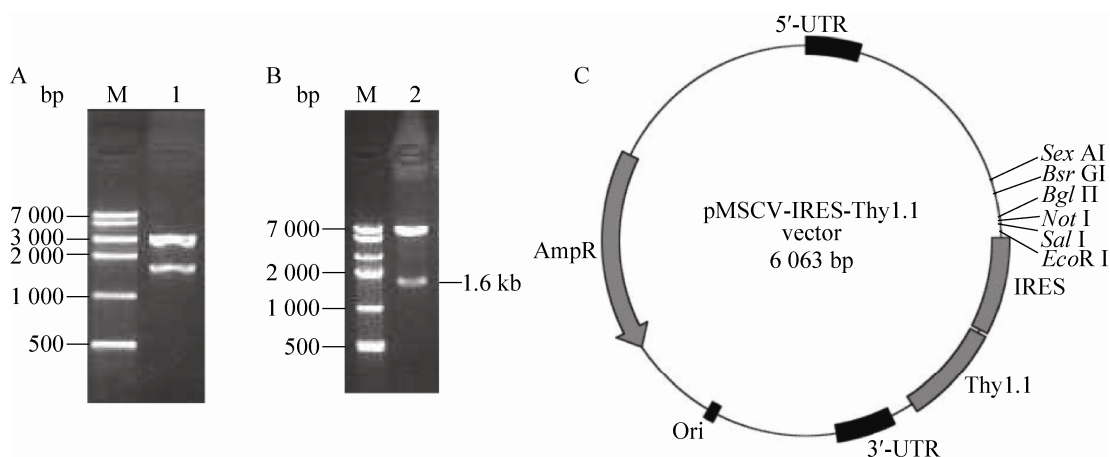 A
bp M 1
7 000
3 000
2 000
1 000
500
B
bp M 2
7 000
2 000
1 000
500
1.6 kb
C
5′-UTR
Sex AI
Bsr GI
Bgl Π
Not I
Sal I
EcoR I
IRES
Thy1.1
3′-UTR
Ori
AmpR
pMSCV-IRES-Thy1.1
vector
6 063 bp